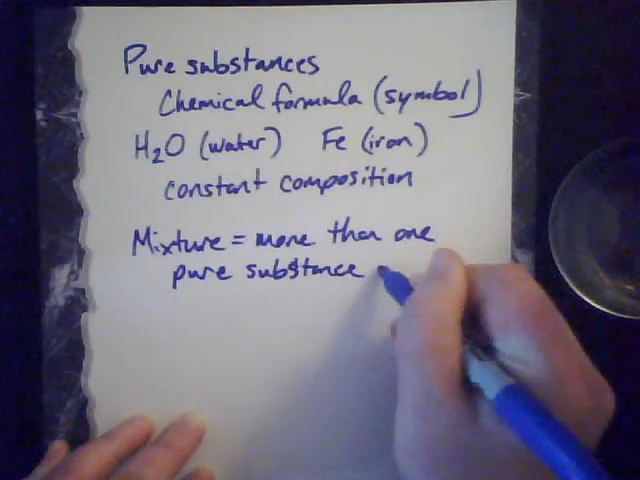 Pure substances
Chemical formula (symbol)
H₂O (water) Fe (iron)
constant composition
Mixture = more than one
pure substance